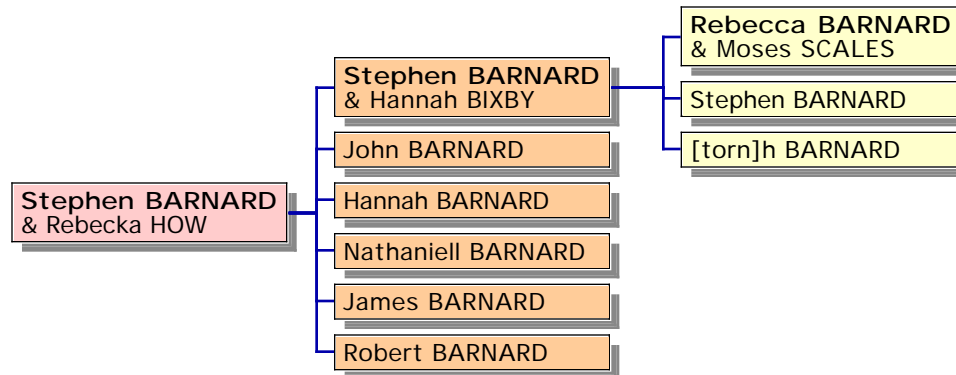 Stephen BARNARD
& Rebecka HOW
Stephen BARNARD
& Hannah BIXBY
John BARNARD
Hannah BARNARD
Nathaniell BARNARD
James BARNARD
Robert BARNARD
Rebecca BARNARD
& Moses SCALES
Stephen BARNARD
[torn]h BARNARD